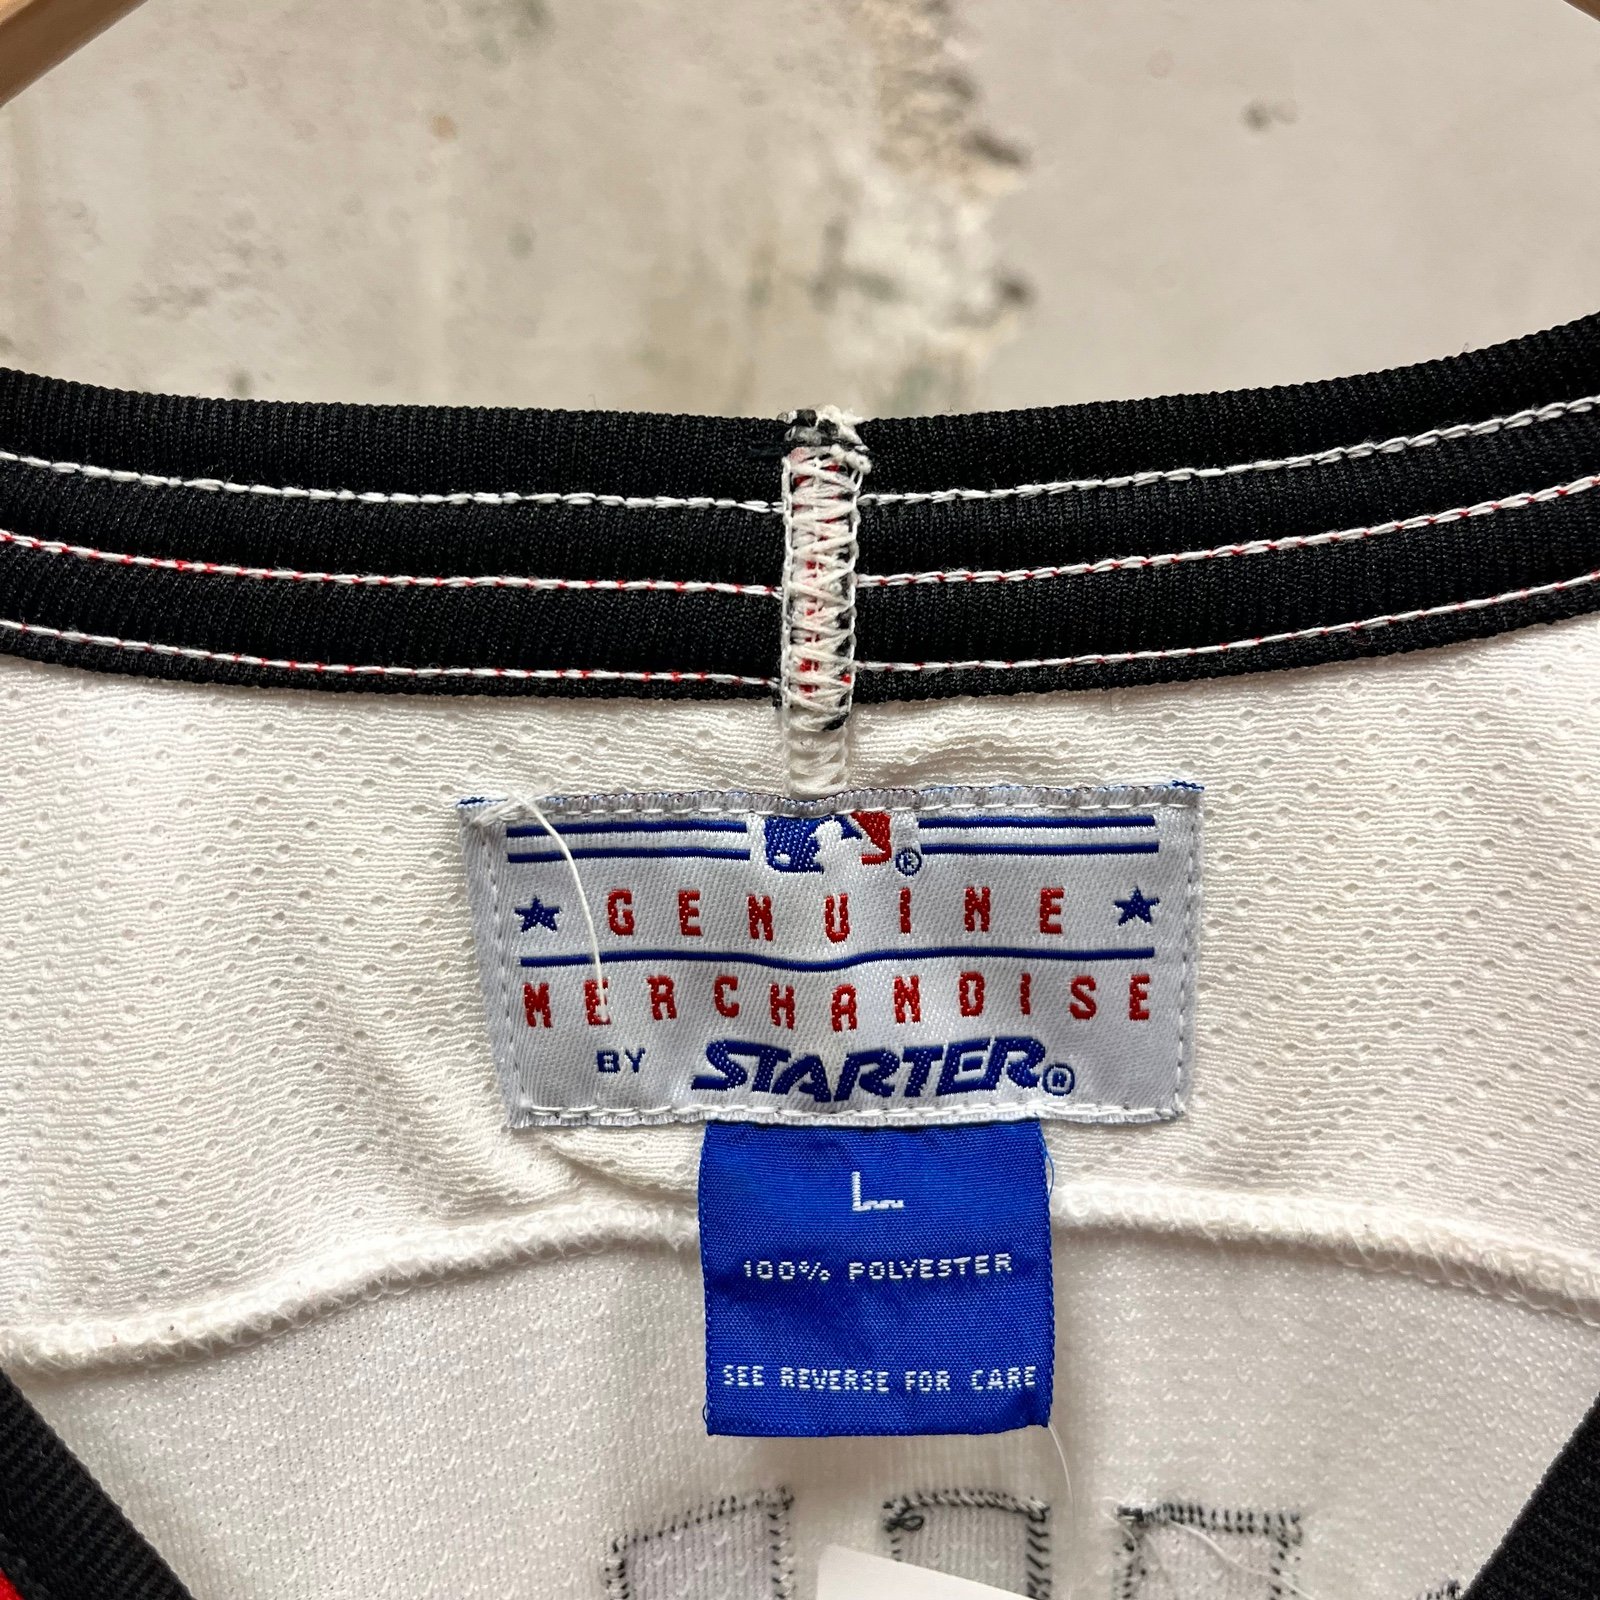 ®
★ GENUINE ★
MERCHANDISE
BY STARTER®
L
100% POLYESTER
SEE REVERSE FOR CARE